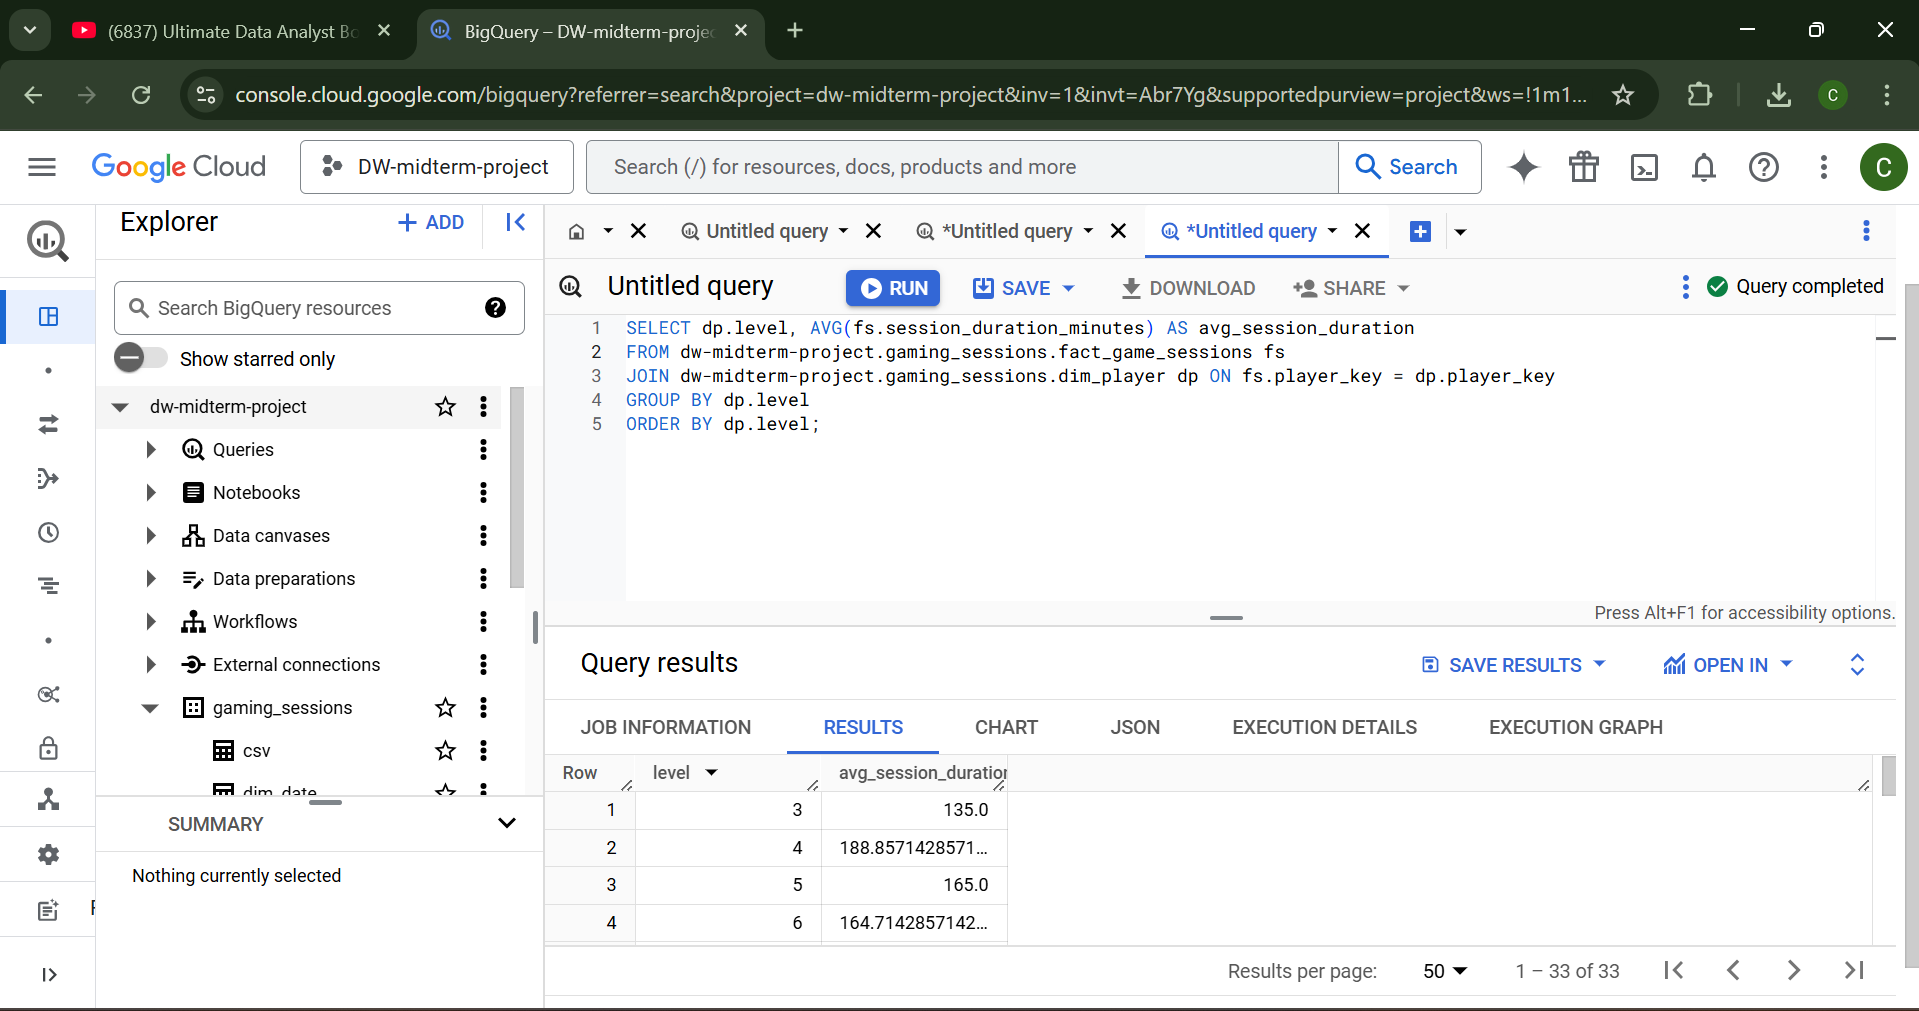 (6837) Ultimate Data Analyst Bo
BigQuery – DW-midterm-projec
console.cloud.google.com/bigquery?referrer=search&project=dw-midterm-project&inv=1&invt=Abr7Yg&supportedpurview=project&ws=!1m1...
C
Google Cloud
DW-midterm-project
Search (/) for resources, docs, products and more
Search
C
Explorer
+ ADD
Untitled query
*Untitled query
*Untitled query
Search BigQuery resources
Show starred only
dw-midterm-project
Queries
Notebooks
Data canvases
Data preparations
Workflows
External connections
gaming_sessions
csv
dim_date
SUMMARY
Nothing currently selected
Untitled query
RUN
SAVE
DOWNLOAD
SHARE
Query completed
1 SELECT dp.level, AVG(fs.session_duration_minutes) AS avg_session_duration
2 FROM dw-midterm-project.gaming_sessions.fact_game_sessions fs
3 JOIN dw-midterm-project.gaming_sessions.dim_player dp ON fs.player_key = dp.player_key
4 GROUP BY dp.level
5 ORDER BY dp.level;
Press Alt+F1 for accessibility options.
Query results
SAVE RESULTS
OPEN IN
JOB INFORMATION
RESULTS
CHART
JSON
EXECUTION DETAILS
EXECUTION GRAPH
Row level avg_session_duration
1 3 135.0
2 4 188.8571428571...
3 5 165.0
4 6 164.7142857142...
Results per page: 50 1 – 33 of 33